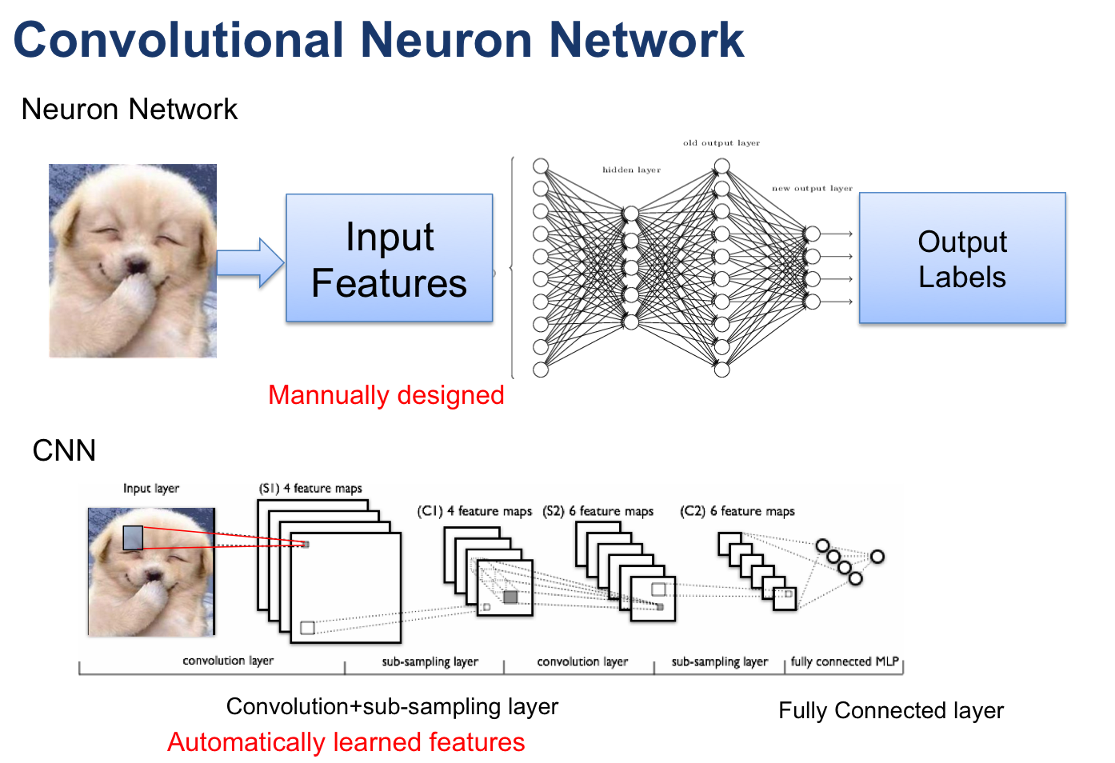 Convolutional Neuron Network
Neuron Network
old output layer
hidden layer
new output layer
Input
Features
Output
Labels
Mannually designed
CNN
Input layer
(S1) 4 feature maps
(C1) 4 feature maps
(S2) 6 feature maps
(C2) 6 feature maps
convolution layer
sub-sampling layer
convolution layer
sub-sampling layer
fully connected MLP
Convolution+sub-sampling layer
Fully Connected layer
Automatically learned features